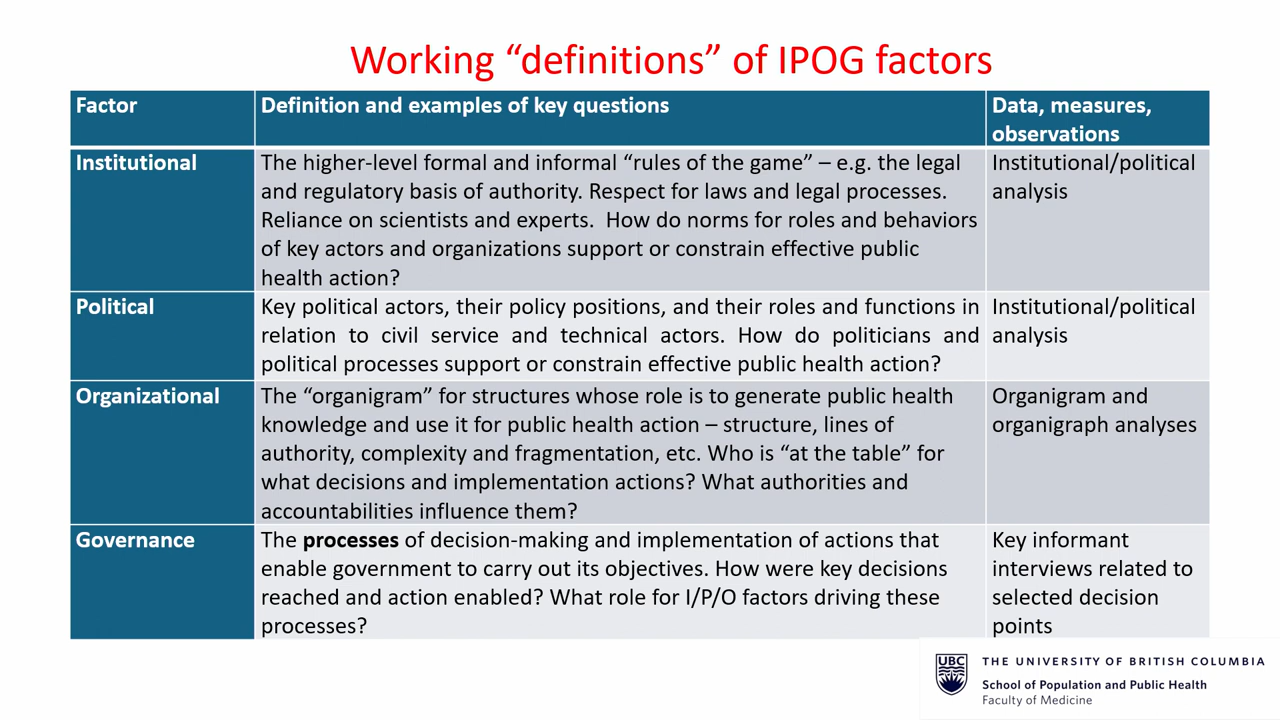 Working “definitions” of IPOG factors
Factor
Definition and examples of key questions
Data, measures,
observations
Institutional
The higher-level formal and informal “rules of the game” – e.g. the legal
and regulatory basis of authority. Respect for laws and legal processes.
Reliance on scientists and experts.  How do norms for roles and behaviors
of key actors and organizations support or constrain effective public
health action?
Institutional/political
analysis
Political
Key political actors, their policy positions, and their roles and functions in
relation to civil service and technical actors. How do politicians and
political processes support or constrain effective public health action?
Institutional/political
analysis
Organizational
The “organigram” for structures whose role is to generate public health
knowledge and use it for public health action – structure, lines of
authority, complexity and fragmentation, etc. Who is “at the table” for
what decisions and implementation actions? What authorities and
accountabilities influence them?
Organigram and
organigraph analyses
Governance
The processes of decision-making and implementation of actions that
enable government to carry out its objectives. How were key decisions
reached and action enabled? What role for I/P/O factors driving these
processes?
Key informant
interviews related to
selected decision
points
UBC
THE UNIVERSITY OF BRITISH COLUMBIA
School of Population and Public Health
Faculty of Medicine